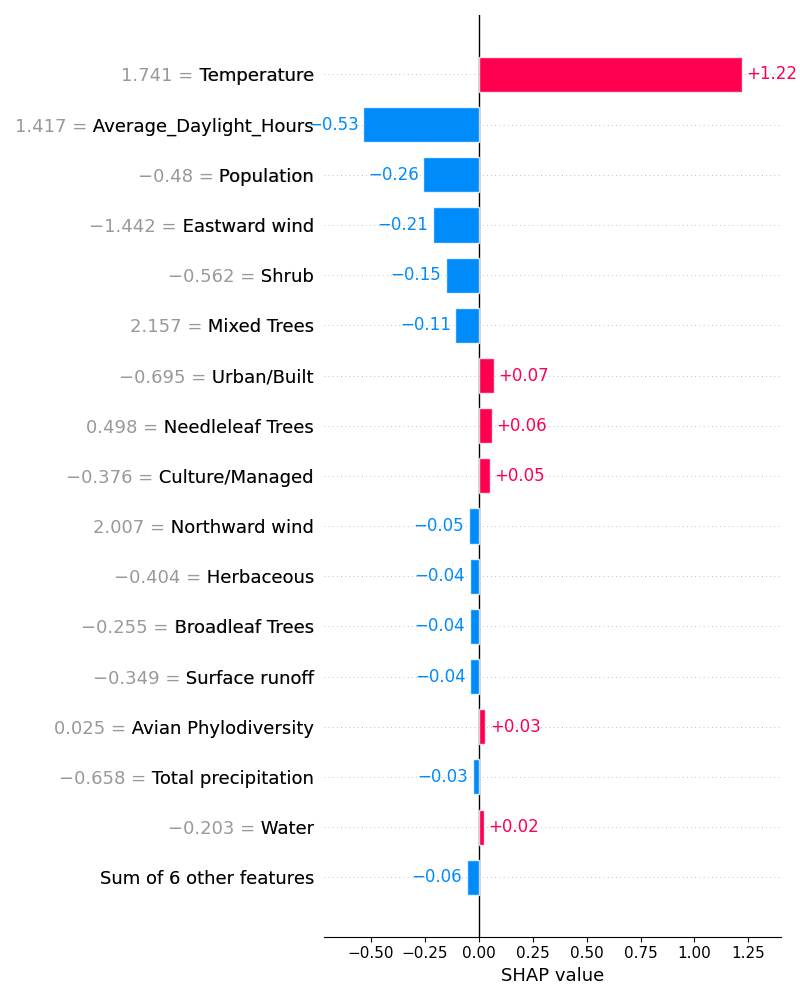 1.741 = Temperature +1.22
1.417 = Average_Daylight_Hours −0.53
−0.48 = Population −0.26
−1.442 = Eastward wind −0.21
−0.562 = Shrub −0.15
2.157 = Mixed Trees −0.11
−0.695 = Urban/Built +0.07
0.498 = Needleleaf Trees +0.06
−0.376 = Culture/Managed +0.05
2.007 = Northward wind −0.05
−0.404 = Herbaceous −0.04
−0.255 = Broadleaf Trees −0.04
−0.349 = Surface runoff −0.04
0.025 = Avian Phylodiversity +0.03
−0.658 = Total precipitation −0.03
−0.203 = Water +0.02
Sum of 6 other features −0.06
−0.50 −0.25 0.00 0.25 0.50 0.75 1.00 1.25
SHAP value